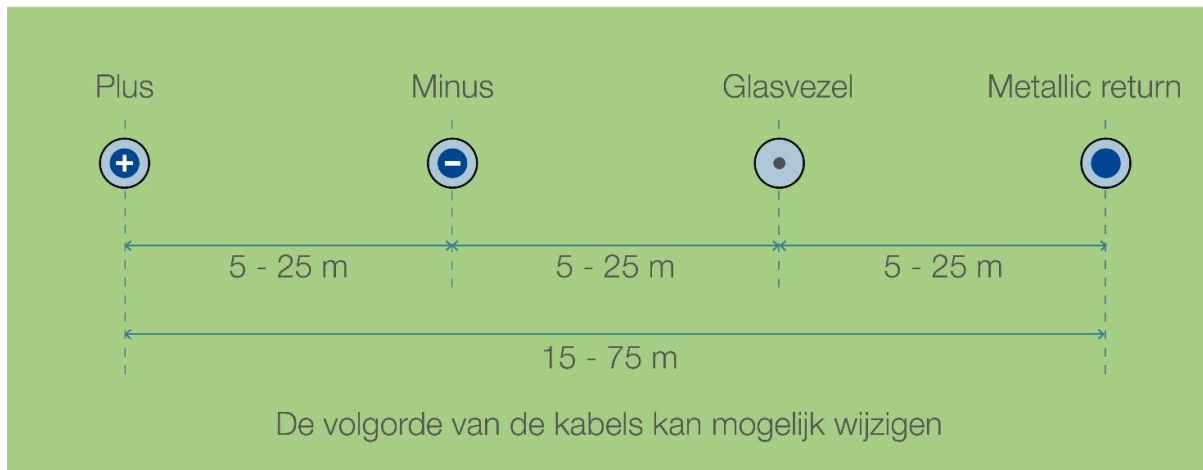 Plus Minus Glasvezel Metallic return
+ −
5 - 25 m 5 - 25 m 5 - 25 m
15 - 75 m
De volgorde van de kabels kan mogelijk wijzigen